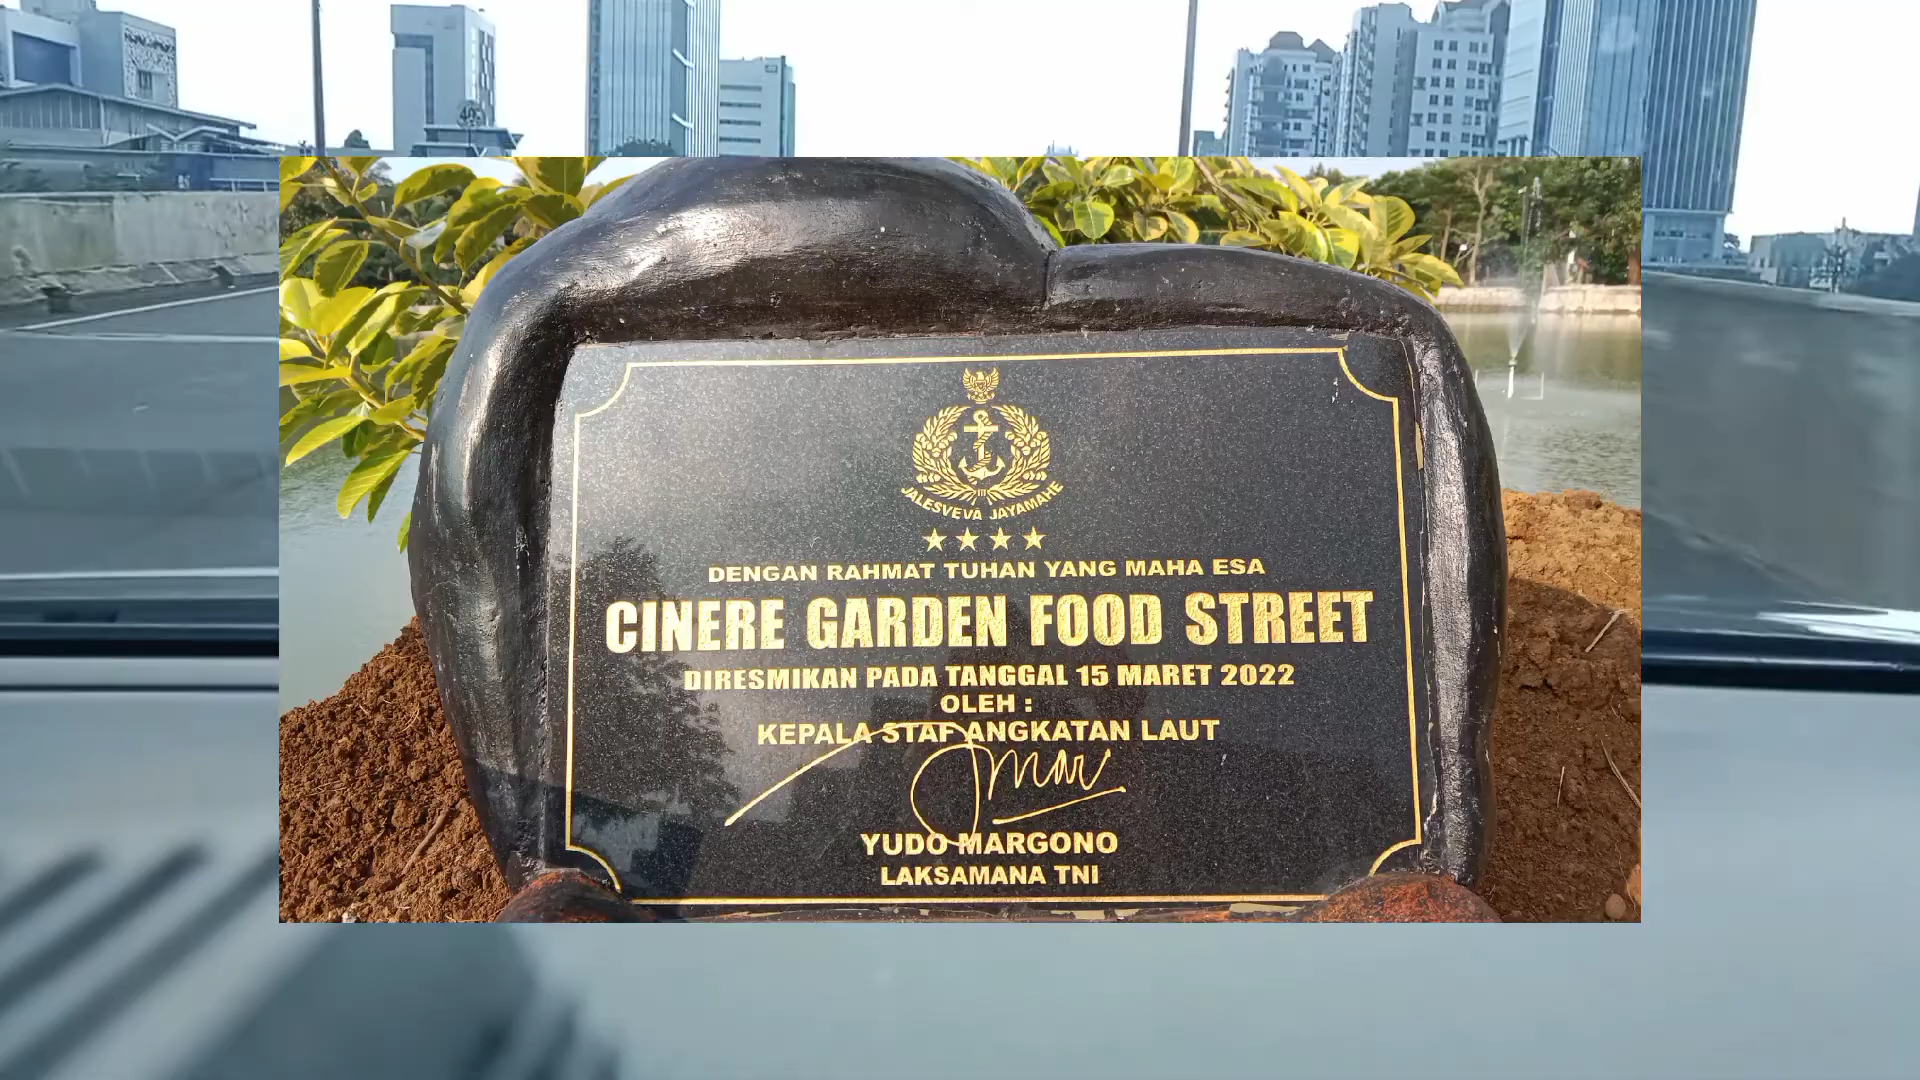 JALESVEVA JAYAMAHE
DENGAN RAHMAT TUHAN YANG MAHA ESA
CINERE GARDEN FOOD STREET
DIRESMIKAN PADA TANGGAL 15 MARET 2022
OLEH :
KEPALA STAF ANGKATAN LAUT
YUDO MARGONO
LAKSAMANA TNI